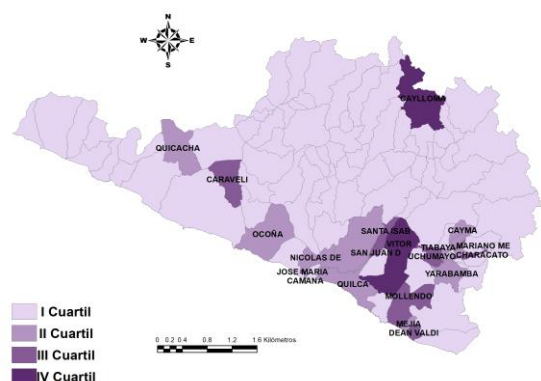 N
W E
S
CAYLLOMA
QUICACHA
CARAVELI
OCOÑA
SANTA ISAB
CAYMA
VITOR
TIABAYA
MARIANO ME
NICOLAS DE
SAN JUAN D
UCHUMAYO
CHARACATO
JOSE MARIA
CAMANA
QUILCA
YARABAMBA
MOLLENDO
MEJIA
DEAN VALDI
I Cuartil
II Cuartil
III Cuartil
IV Cuartil
0 0.2 0.4 0.8 1.2 1.6 Kilómetros